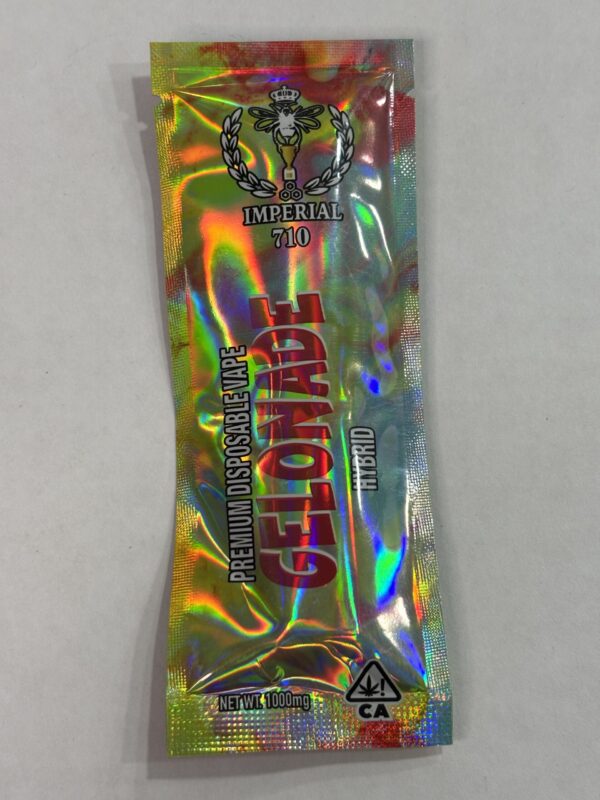 IMPERIAL
710
PREMIUM DISPOSABLE VAPE
GELONADE
HYBRID
NET WT. 1000mg
!
CA